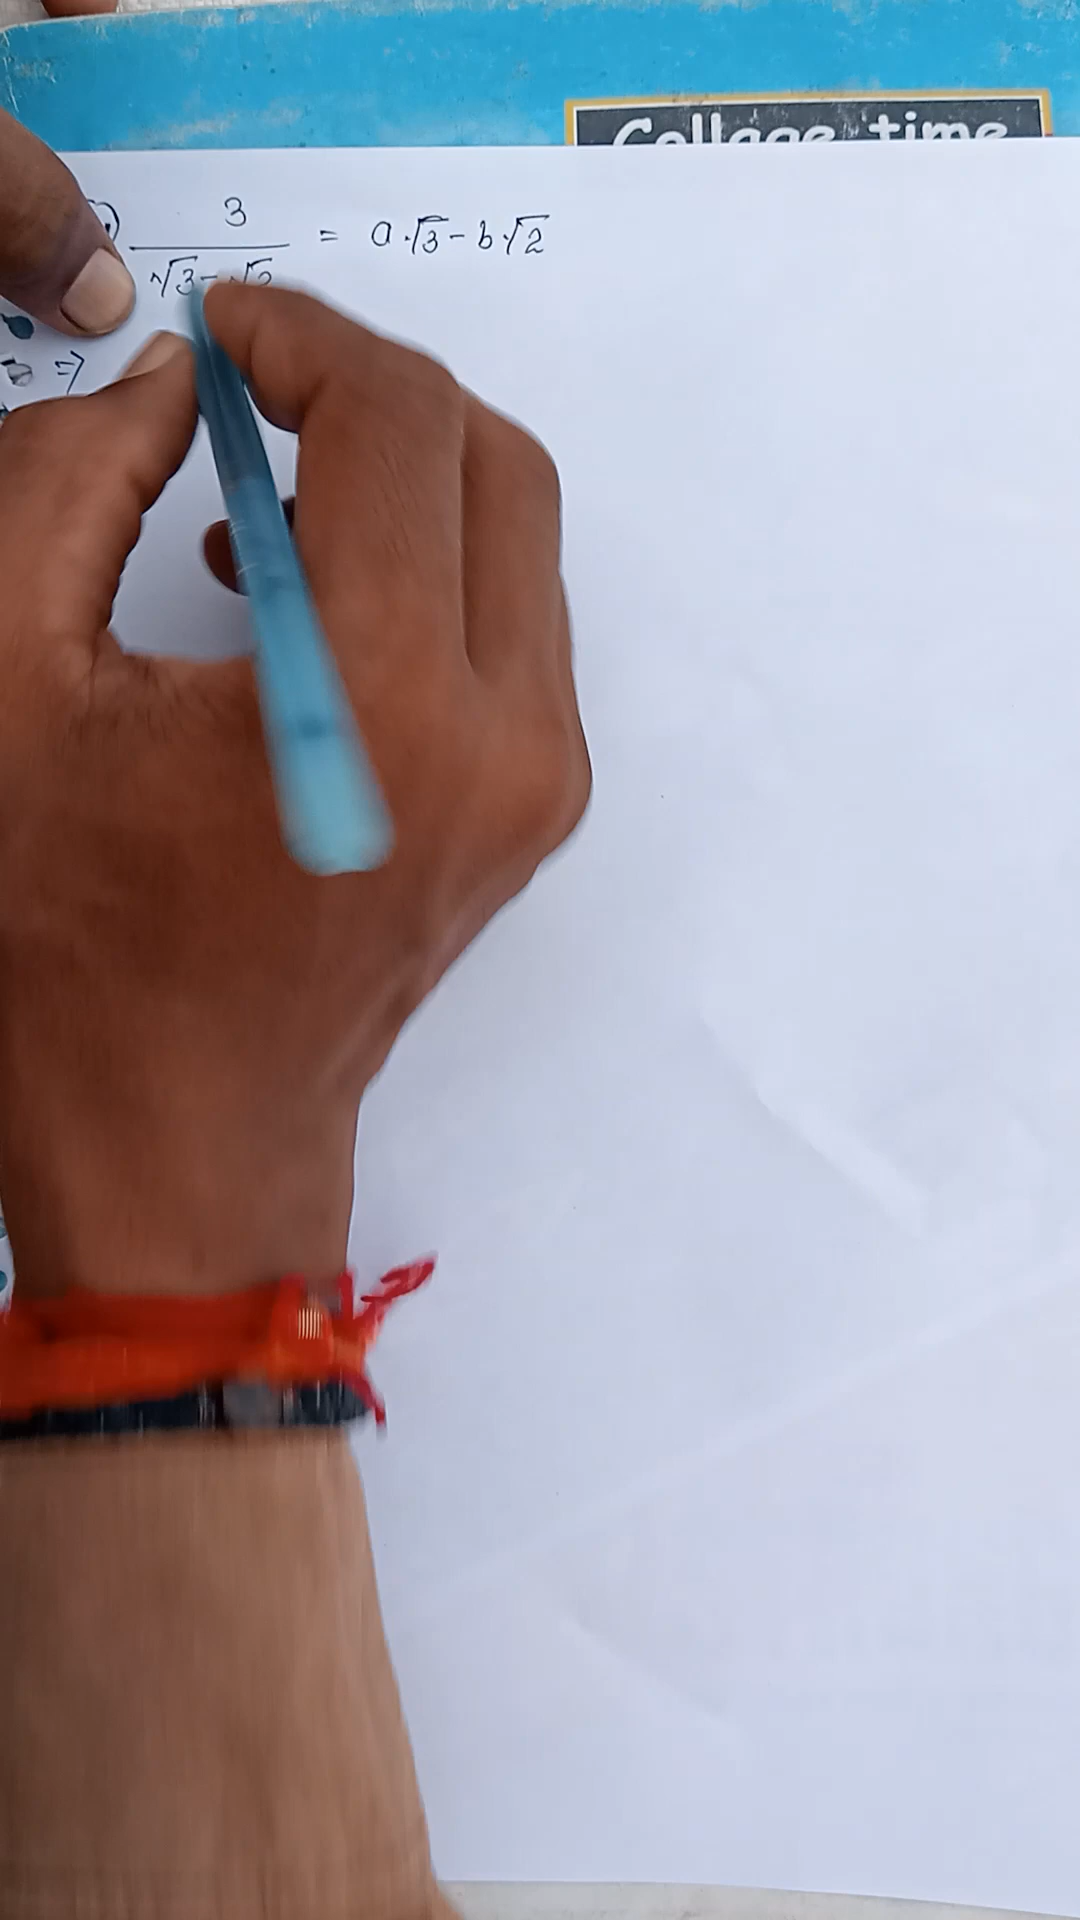 College time
3
――― = a√3 - b√2
√3 - √2
⇒